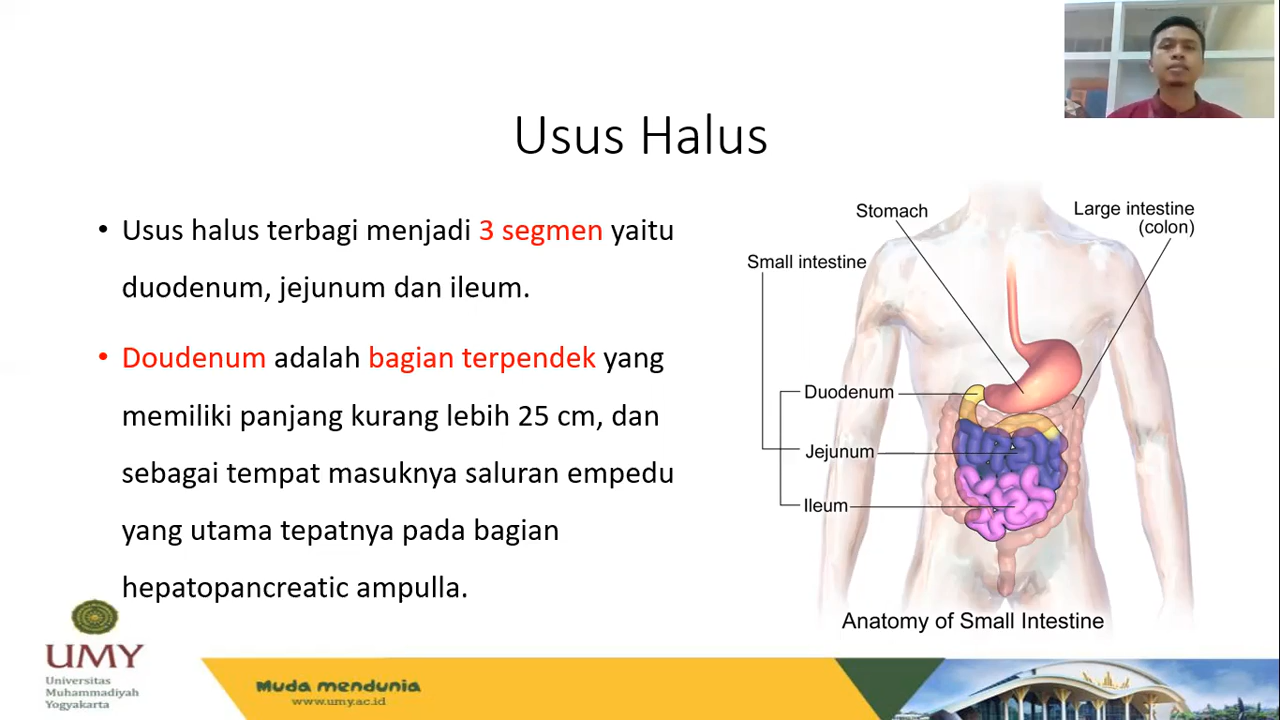 Usus Halus
• Usus halus terbagi menjadi 3 segmen yaitu
duodenum, jejunum dan ileum.
• Doudenum adalah bagian terpendek yang
memiliki panjang kurang lebih 25 cm, dan
sebagai tempat masuknya saluran empedu
yang utama tepatnya pada bagian
hepatopancreatic ampulla.
Stomach
Large intestine
(colon)
Small intestine
Duodenum
Jejunum
Ileum
Anatomy of Small Intestine
UMY
Universitas
Muhammadiyah
Yogyakarta
Muda mendunia
www.umy.ac.id